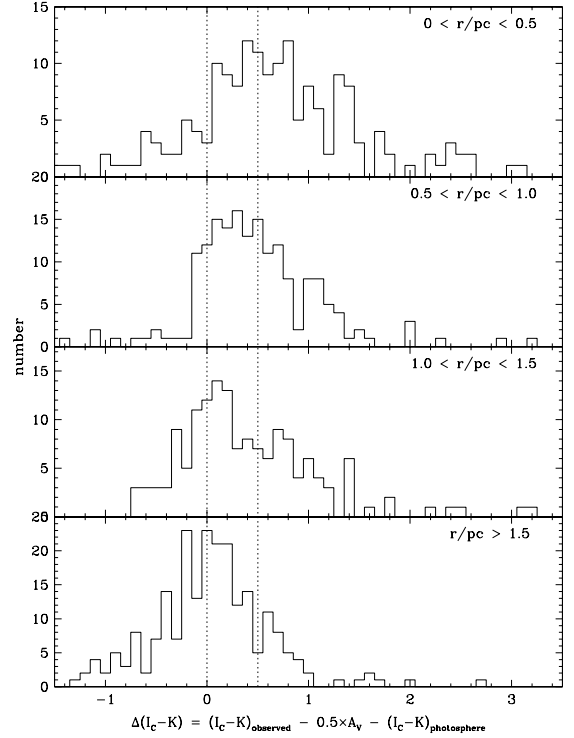 15
0 < r/pc < 0.5
10
5
20
0.5 < r/pc < 1.0
15
10
5
0
1.0 < r/pc < 1.5
15
10
5
number
r/pc > 1.5
20
15
10
5
0
−1 0 1 2 3
Δ(I_C−K) = (I_C−K)_observed − 0.5×A_V − (I_C−K)_photosphere